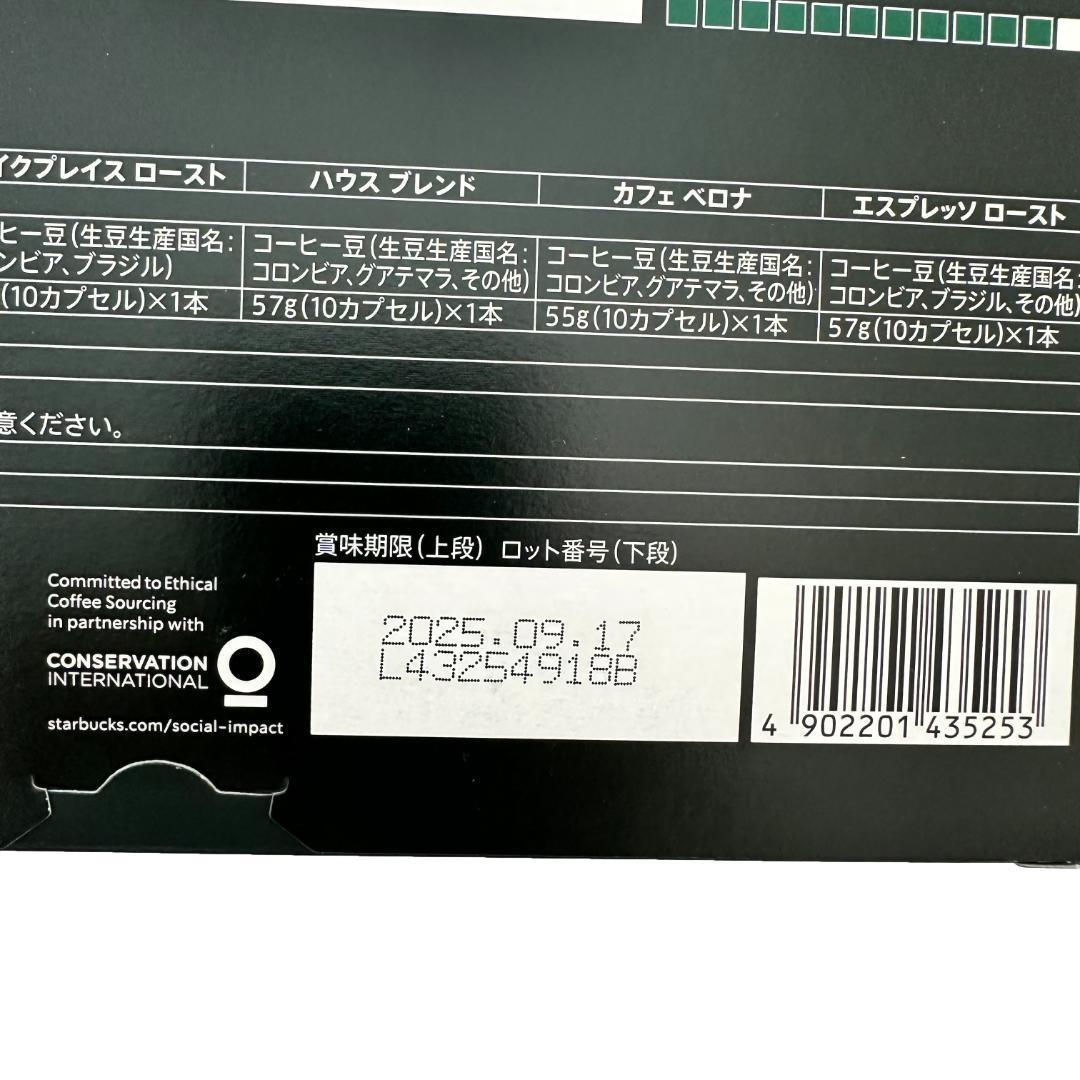 イクプレイス ロースト ハウス ブレンド カフェ ベロナ エスプレッソ ロースト
ヒー豆(生豆生産国名: コーヒー豆(生豆生産国名: コーヒー豆(生豆生産国名: コーヒー豆(生豆生産国名:
ンビア、ブラジル) コロンビア、グアテマラ、その他) コロンビア、グアテマラ、その他) コロンビア、ブラジル、その他)
(10カプセル)×1本 57g(10カプセル)×1本 55g(10カプセル)×1本 57g(10カプセル)×1本
意ください。
賞味期限(上段) ロット番号(下段)
2025.09.17
L43254918B
Committed to Ethical
Coffee Sourcing
in partnership with
CONSERVATION
INTERNATIONAL
starbucks.com/social-impact
4 902201 435253